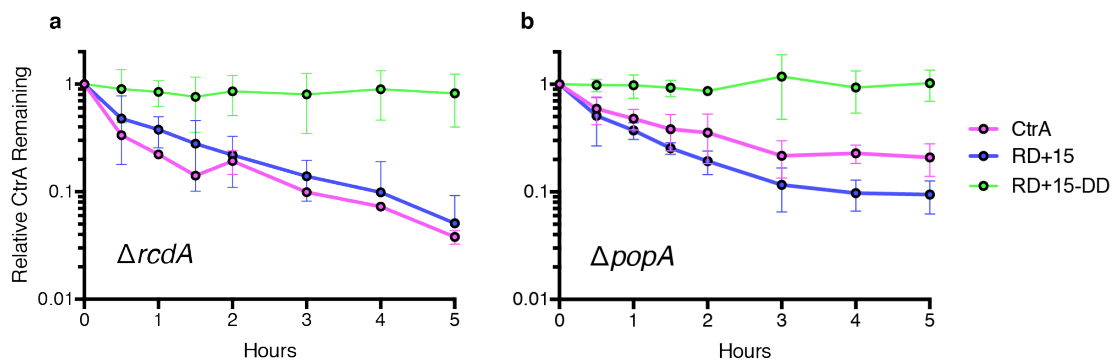 a
b
Relative CtrA Remaining
1
0.1
0.01
ΔrcdA
0 1 2 3 4 5
Hours
1
0.1
0.01
ΔpopA
0 1 2 3 4 5
Hours
CtrA
RD+15
RD+15-DD